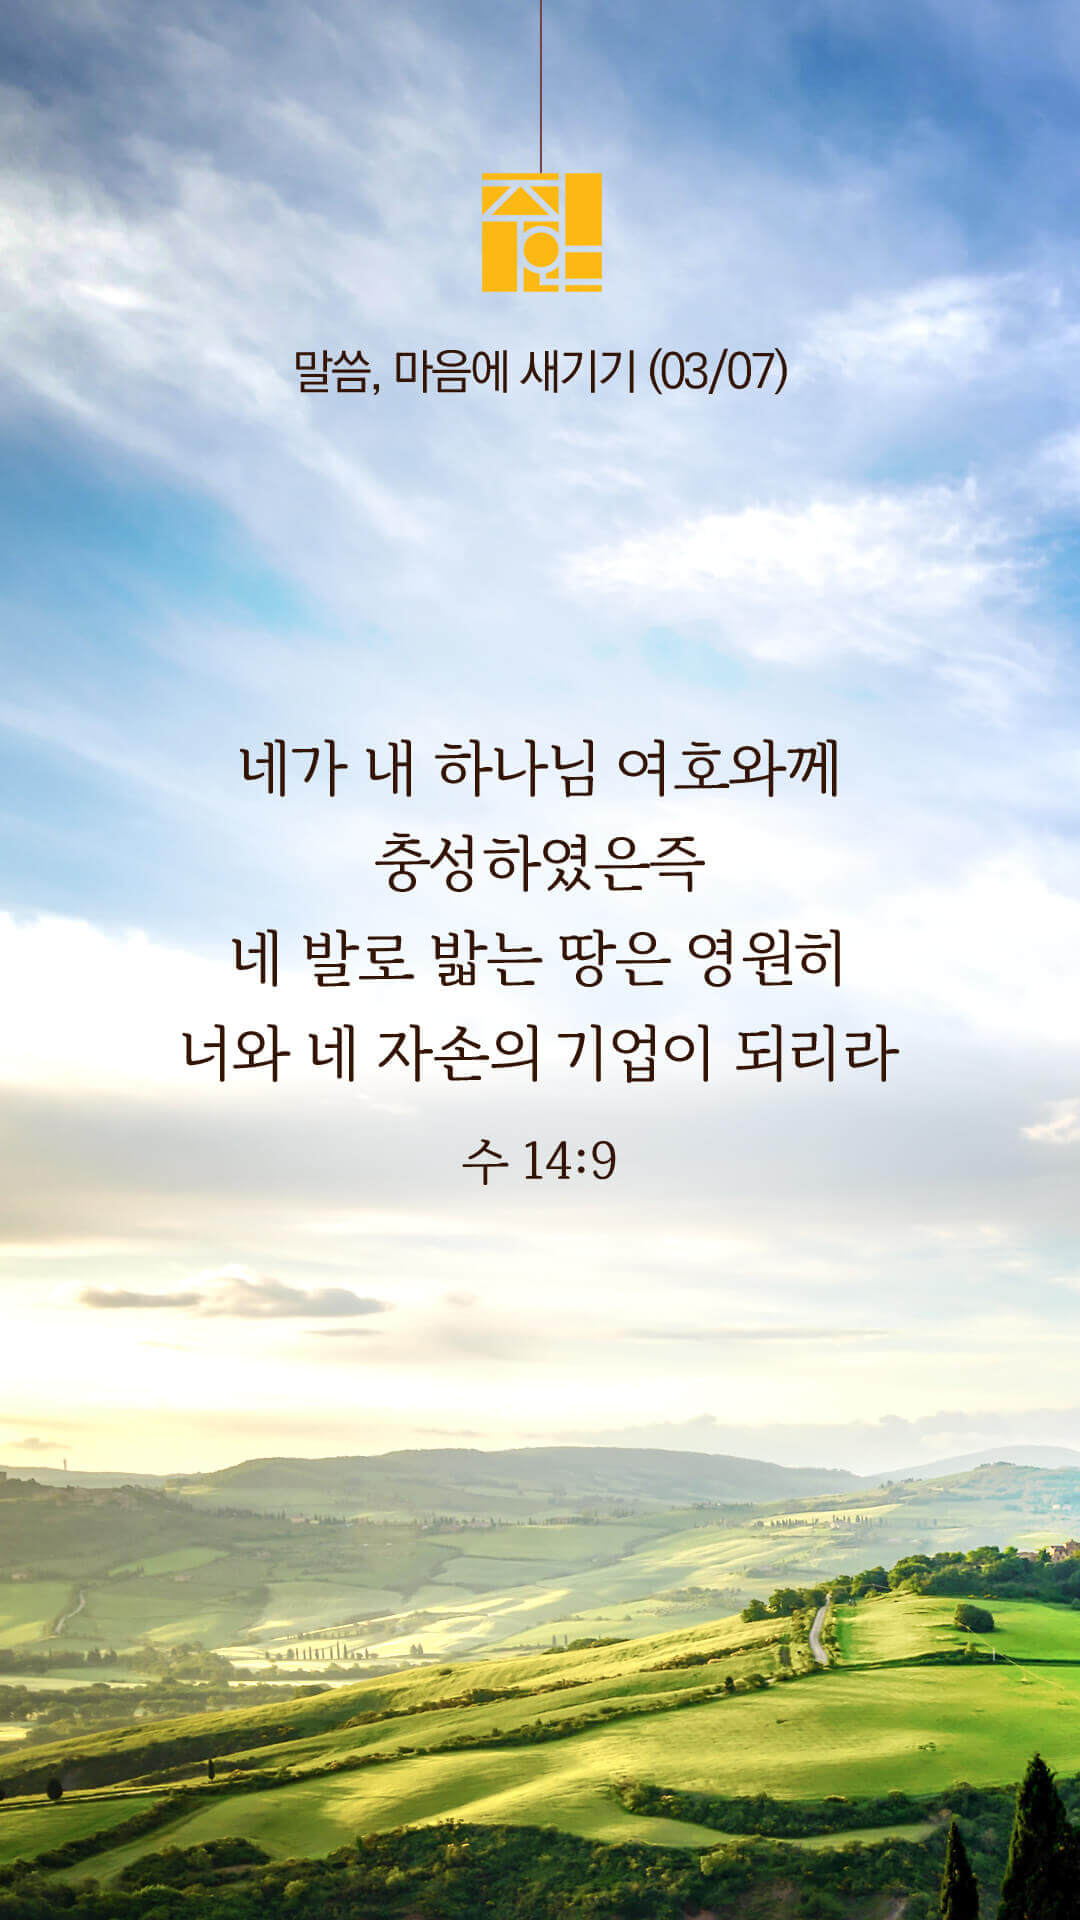 말씀, 마음에 새기기 (03/07)
네가 내 하나님 여호와께
충성하였은즉
네 발로 밟는 땅은 영원히
너와 네 자손의 기업이 되리라
수 14:9